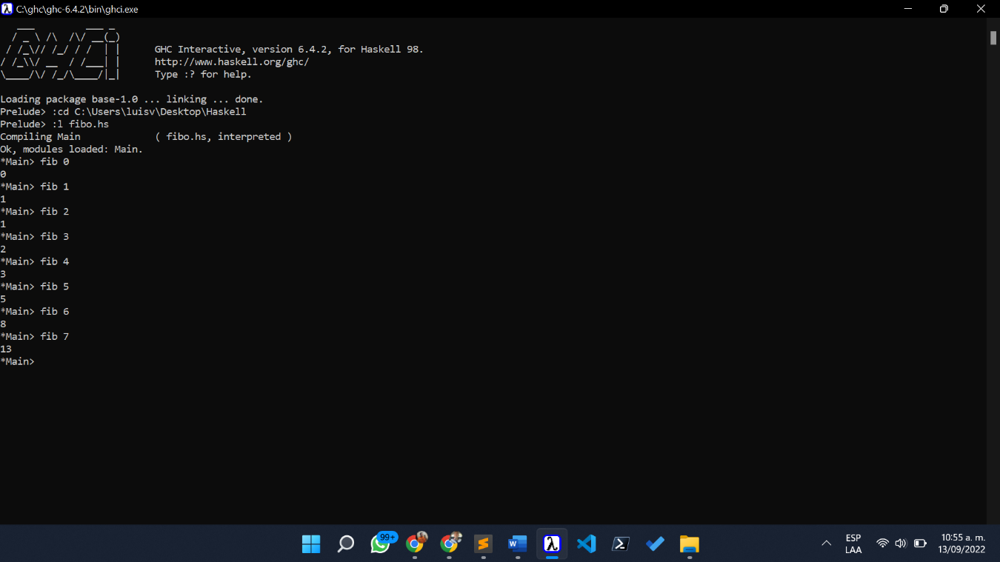 C:\ghc\ghc-6.4.2\bin\ghci.exe
   ___         ___ _
  / _ \ /\  /\/ __(_)
 / /_\// /_/ / /  | |      GHC Interactive, version 6.4.2, for Haskell 98.
/ /_\\/ __  / /___| |      http://www.haskell.org/ghc/
\____/\/ /_/\____/|_|      Type :? for help.
Loading package base-1.0 ... linking ... done.
Prelude> :cd C:\Users\luisv\Desktop\Haskell
Prelude> :l fibo.hs
Compiling Main             ( fibo.hs, interpreted )
Ok, modules loaded: Main.
*Main> fib 0
0
*Main> fib 1
1
*Main> fib 2
1
*Main> fib 3
2
*Main> fib 4
3
*Main> fib 5
5
*Main> fib 6
8
*Main> fib 7
13
*Main>
99+
ESP
LAA
10:55 a. m.
13/09/2022